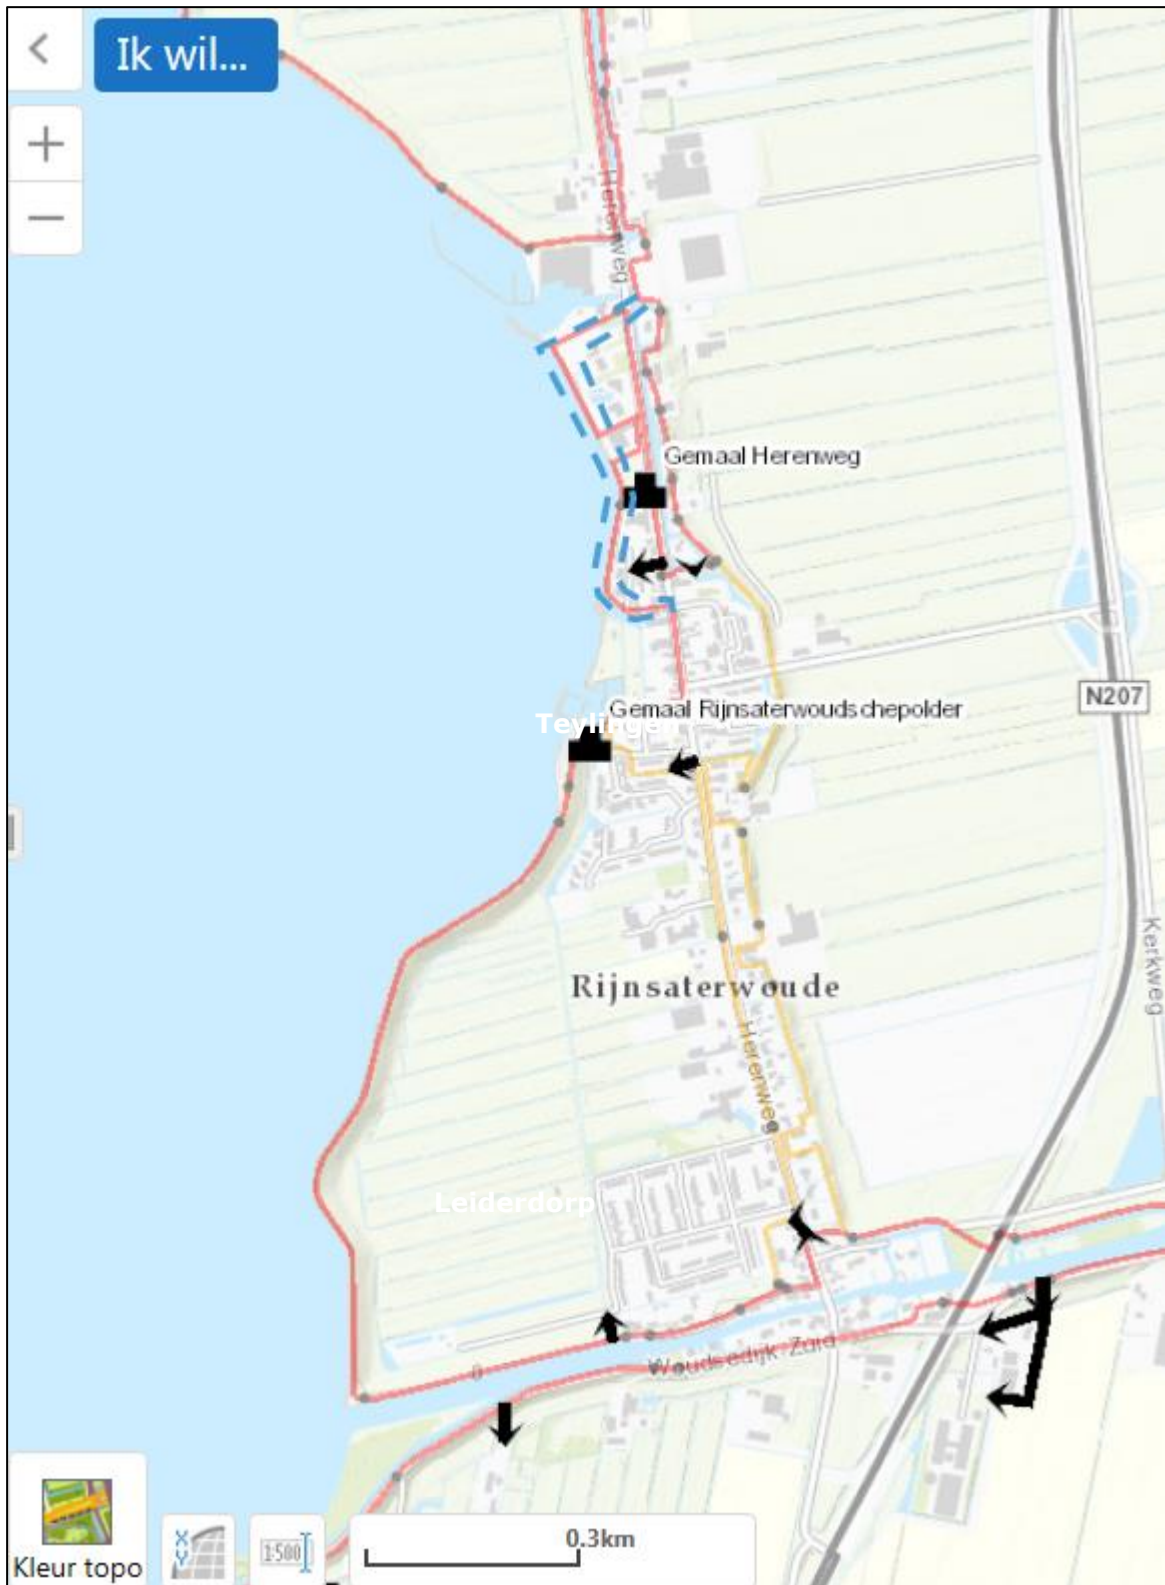 Ik wil...
Herenweg
Gemaal Herenweg
N207
Gemaal Rijnsaterwoudschepolder
Teylingen
Kerkweg
Rijnsaterwoude
Herenweg
Leiderdorp
Woudsedijk Zuid
0.3km
1:500
X-Y
Kleur topo